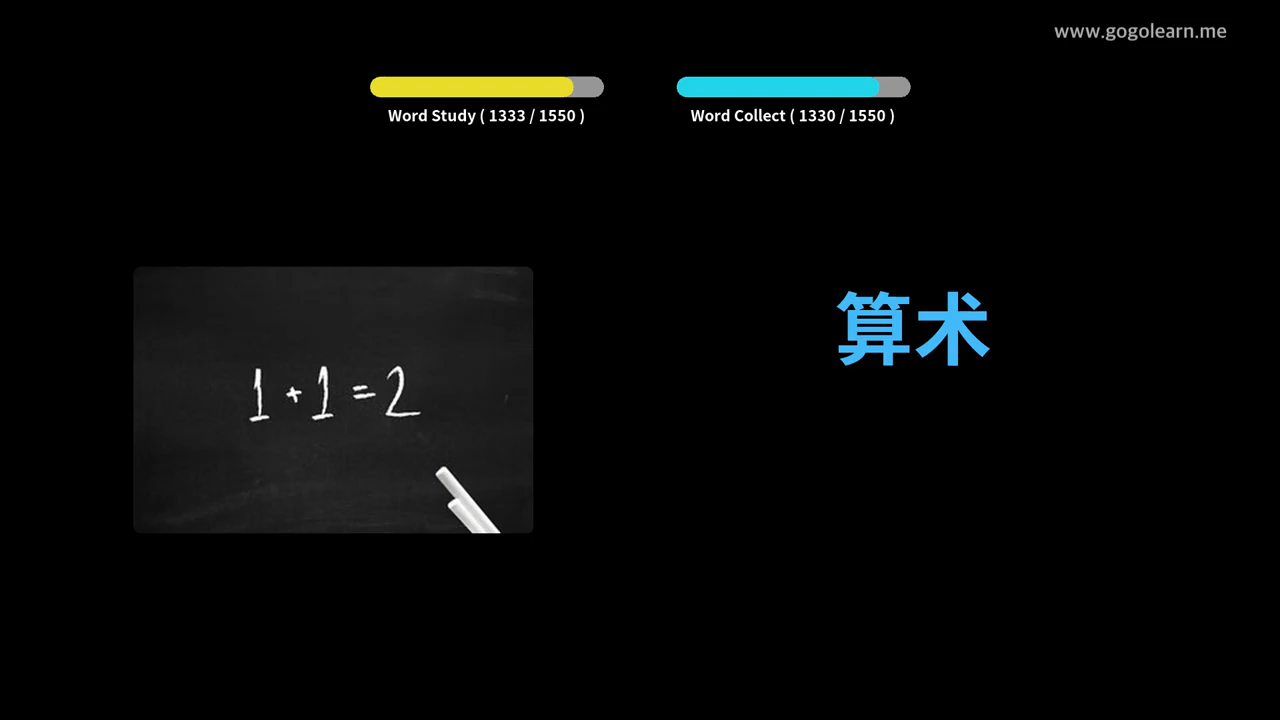 www.gogolearn.me
Word Study ( 1333 / 1550 )
Word Collect ( 1330 / 1550 )
算术
1 + 1 = 2